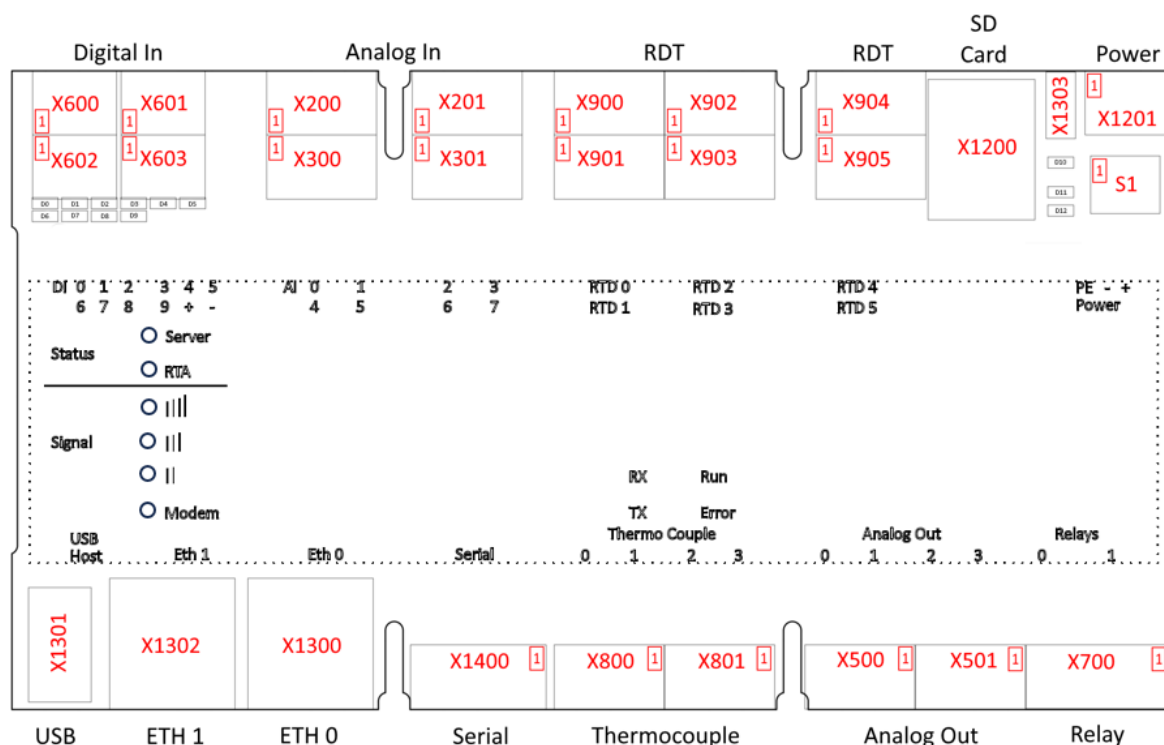 SD
Digital In Analog In RDT RDT Card Power
X600 X601 X200 X201 X900 X902 X904 X1303 1
1 1 1 1 1 1 1 X1201
1 1 1 1 1 1 1 X1200
X602 X603 X300 X301 X901 X903 X905 D10 1
S1
D0 D1 D2 D3 D4 D5 D11
D6 D7 D8 D9 D12
DI 0 1 2 3 4 5 AI 0 1 2 3 RTD 0 RTD 2 RTD 4 PE - +
6 7 8 9 + - 4 5 6 7 RTD 1 RTD 3 RTD 5 Power
Server
Status
RTA
Signal
RX Run
Modem TX Error
USB Thermo Couple Analog Out Relays
Host Eth 1 Eth 0 Serial 0 1 2 3 0 1 2 3 0 1
X1301 X1302 X1300 X1400 1 X800 1 X801 1 X500 1 X501 1 X700 1
USB ETH 1 ETH 0 Serial Thermocouple Analog Out Relay